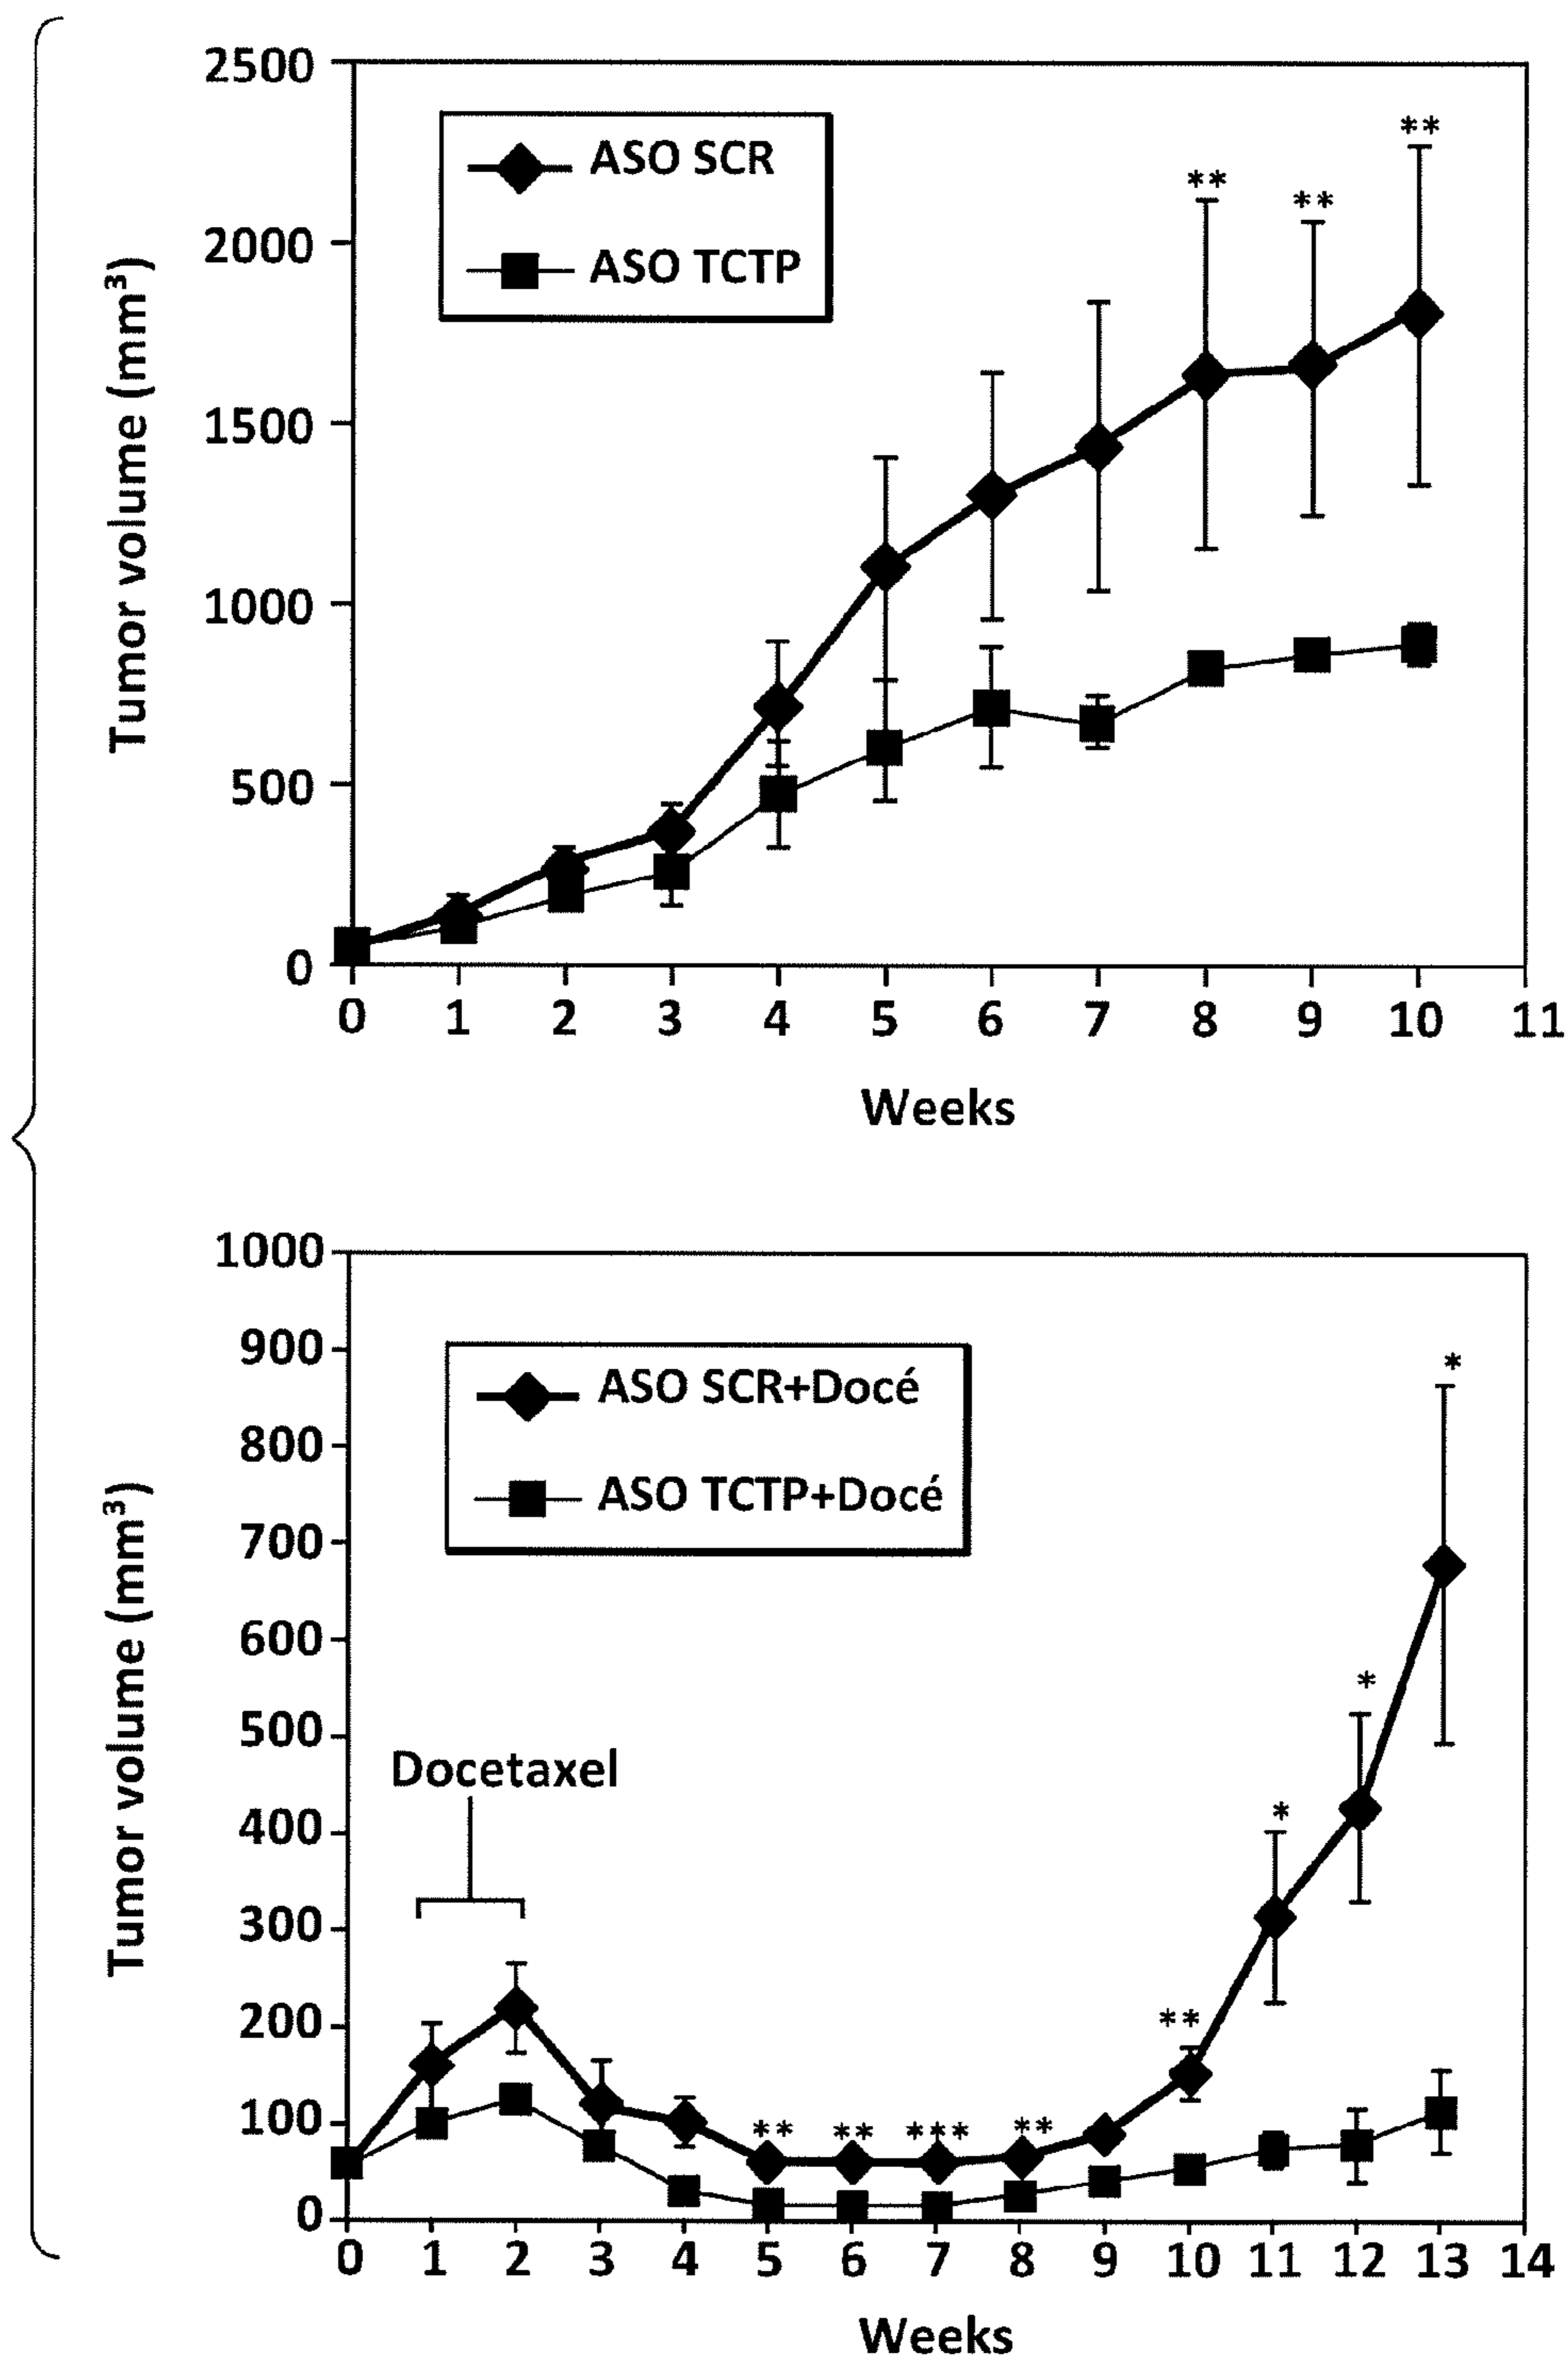 2500
2000
1500
1000
500
0
Tumor volume (mm³)
ASO SCR
ASO TCTP
**
**
**
0 1 2 3 4 5 6 7 8 9 10 11
Weeks
1000
900
800
700
600
500
400
300
200
100
0
Tumor volume (mm³)
ASO SCR+Docé
ASO TCTP+Docé
Docetaxel
** ** *** ** ** * * *
0 1 2 3 4 5 6 7 8 9 10 11 12 13 14
Weeks